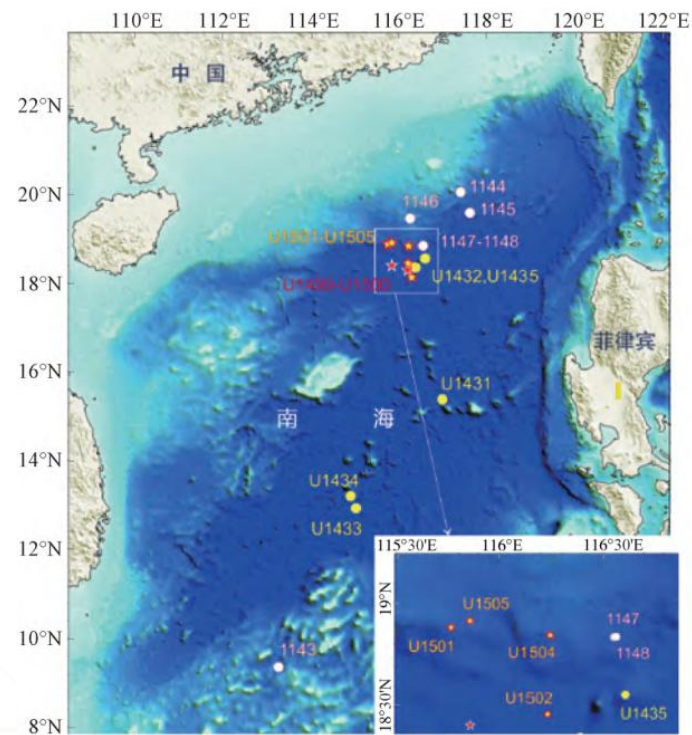 110°E 112°E 114°E 116°E 118°E 120°E 122°E
中 国
22°N
20°N
1144
1146
1145
U1501-U1505
1147-1148
18°N
U1432,U1435
U1499-U1500
菲律宾
16°N
U1431
南 海
14°N
U1434
U1433
12°N
115°30'E 116°E 116°30'E
19°N
U1505
1147
10°N
1143
U1501
U1504
1148
U1502
18°30'N
U1435
8°N